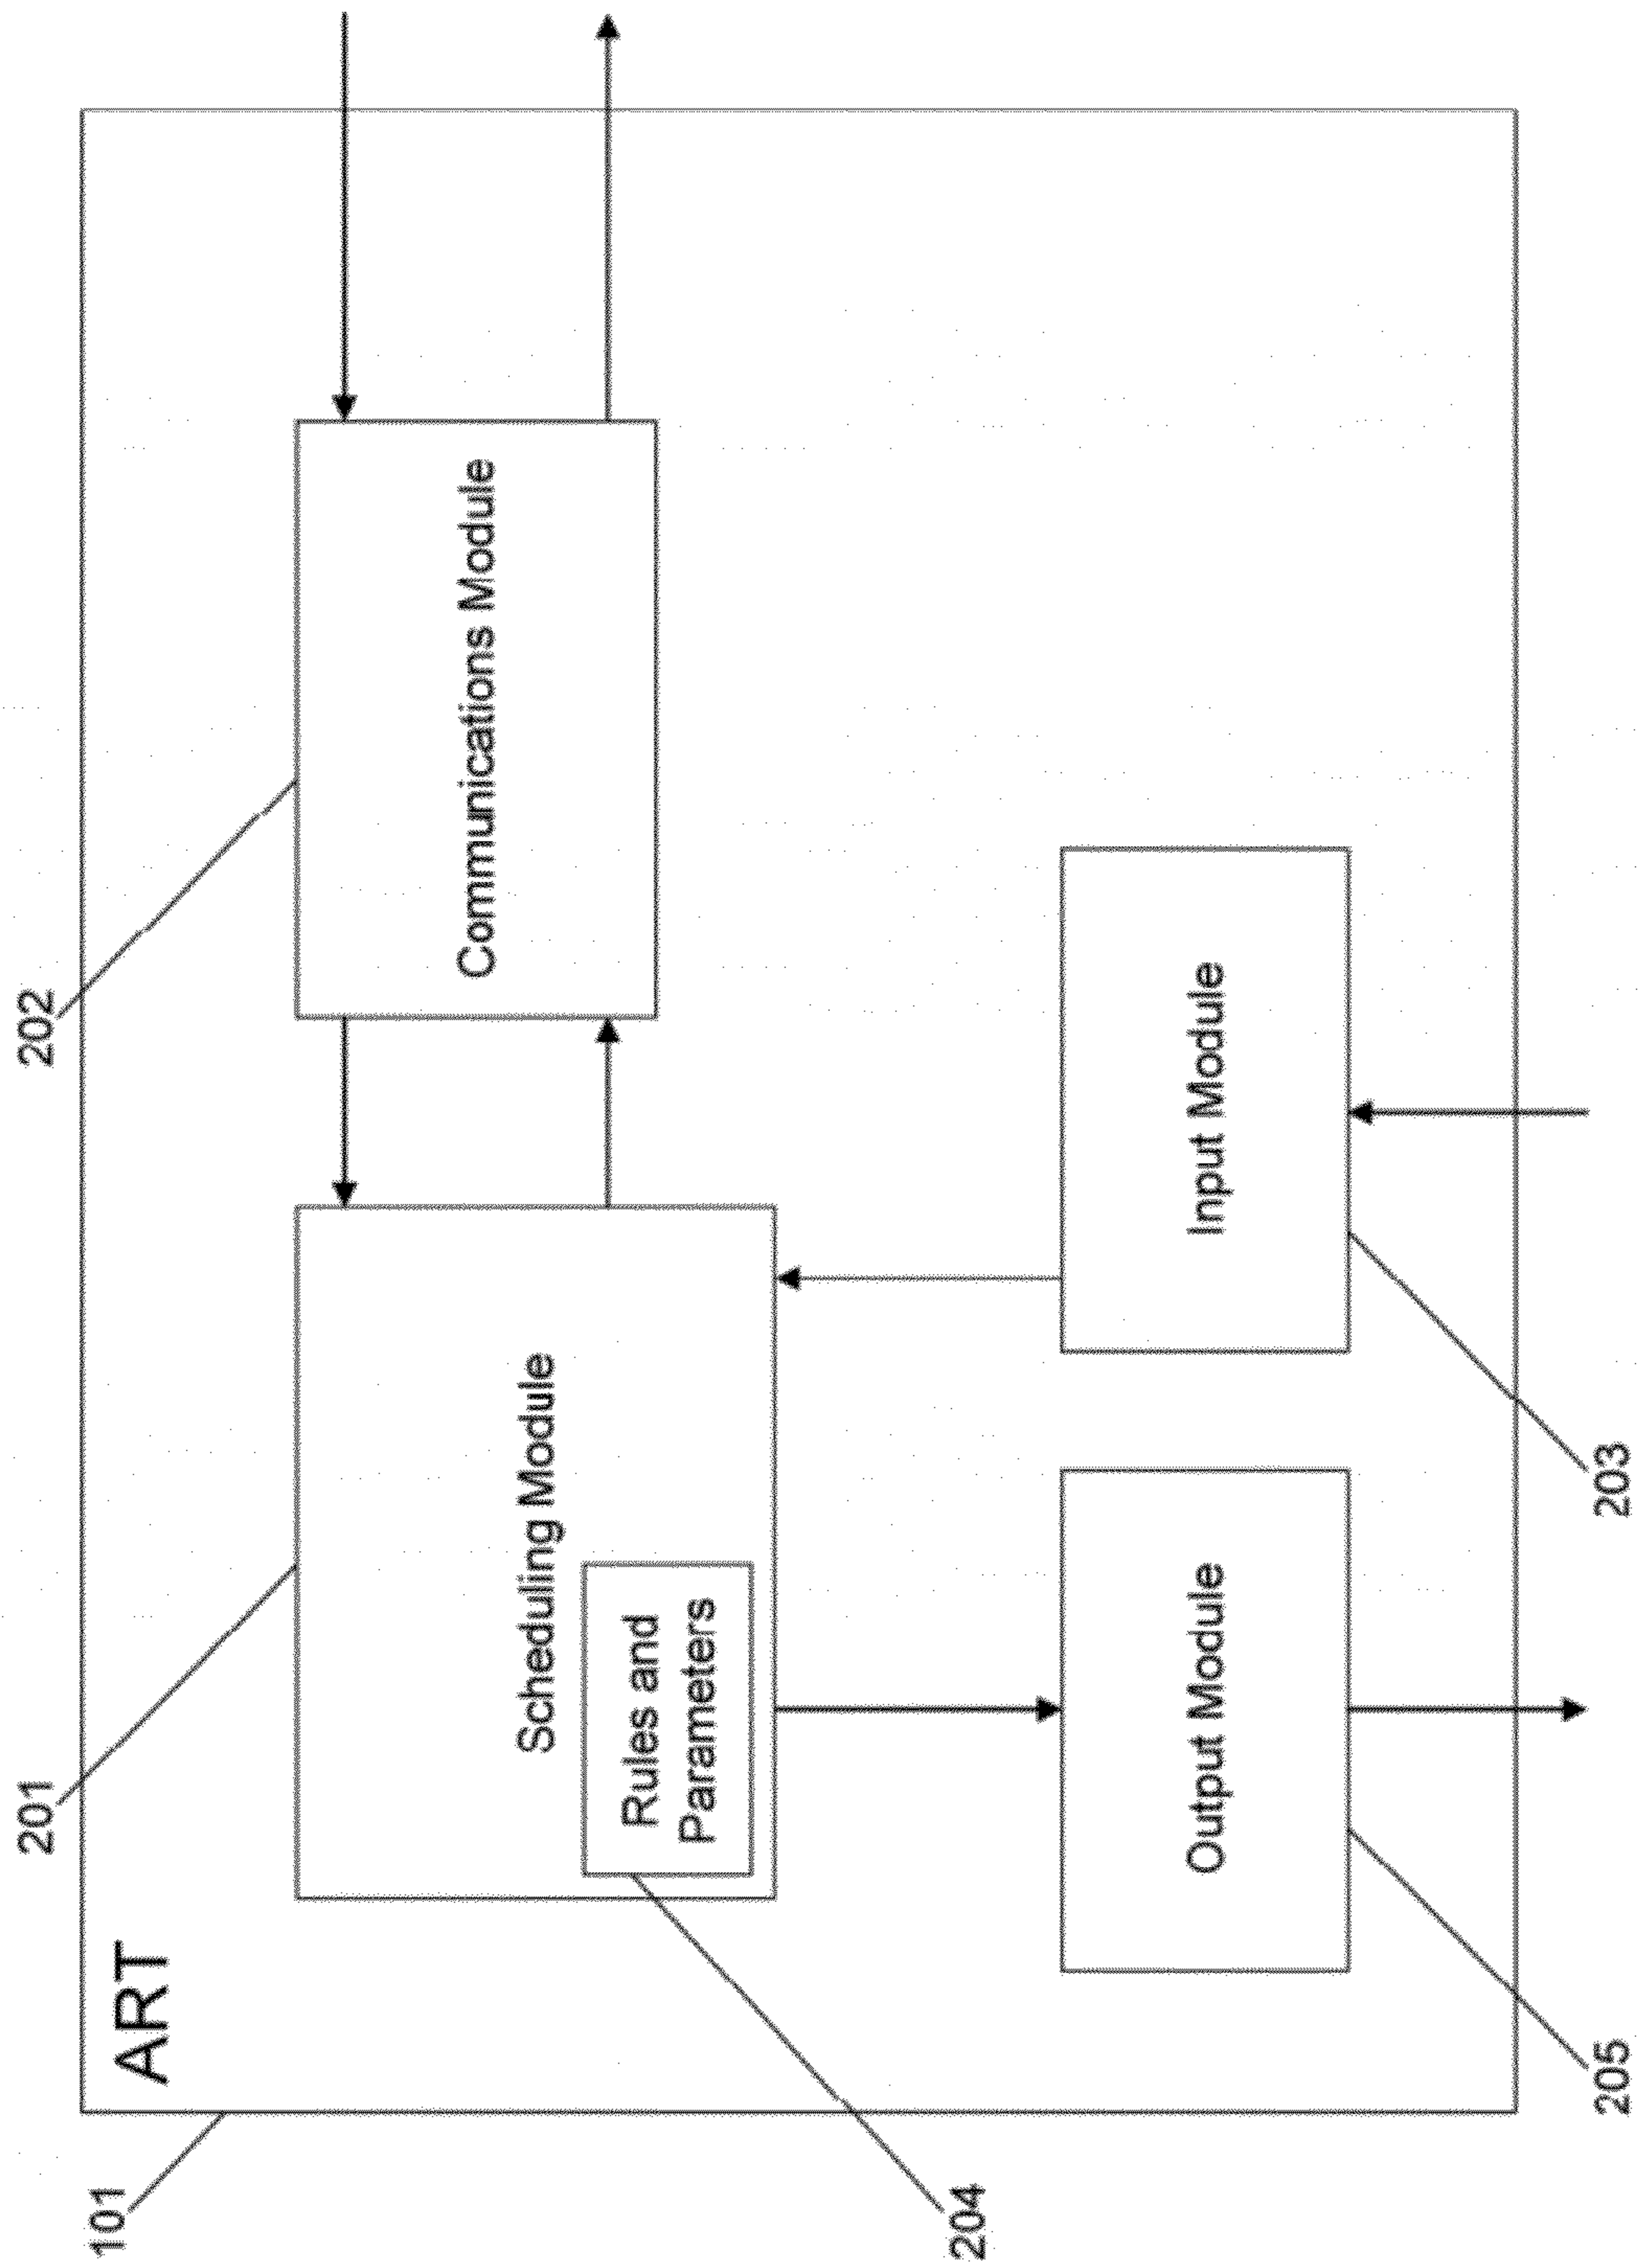 101
ART
201
202
Scheduling Module
Communications Module
Rules and
Parameters
204
Output Module
Input Module
205
203